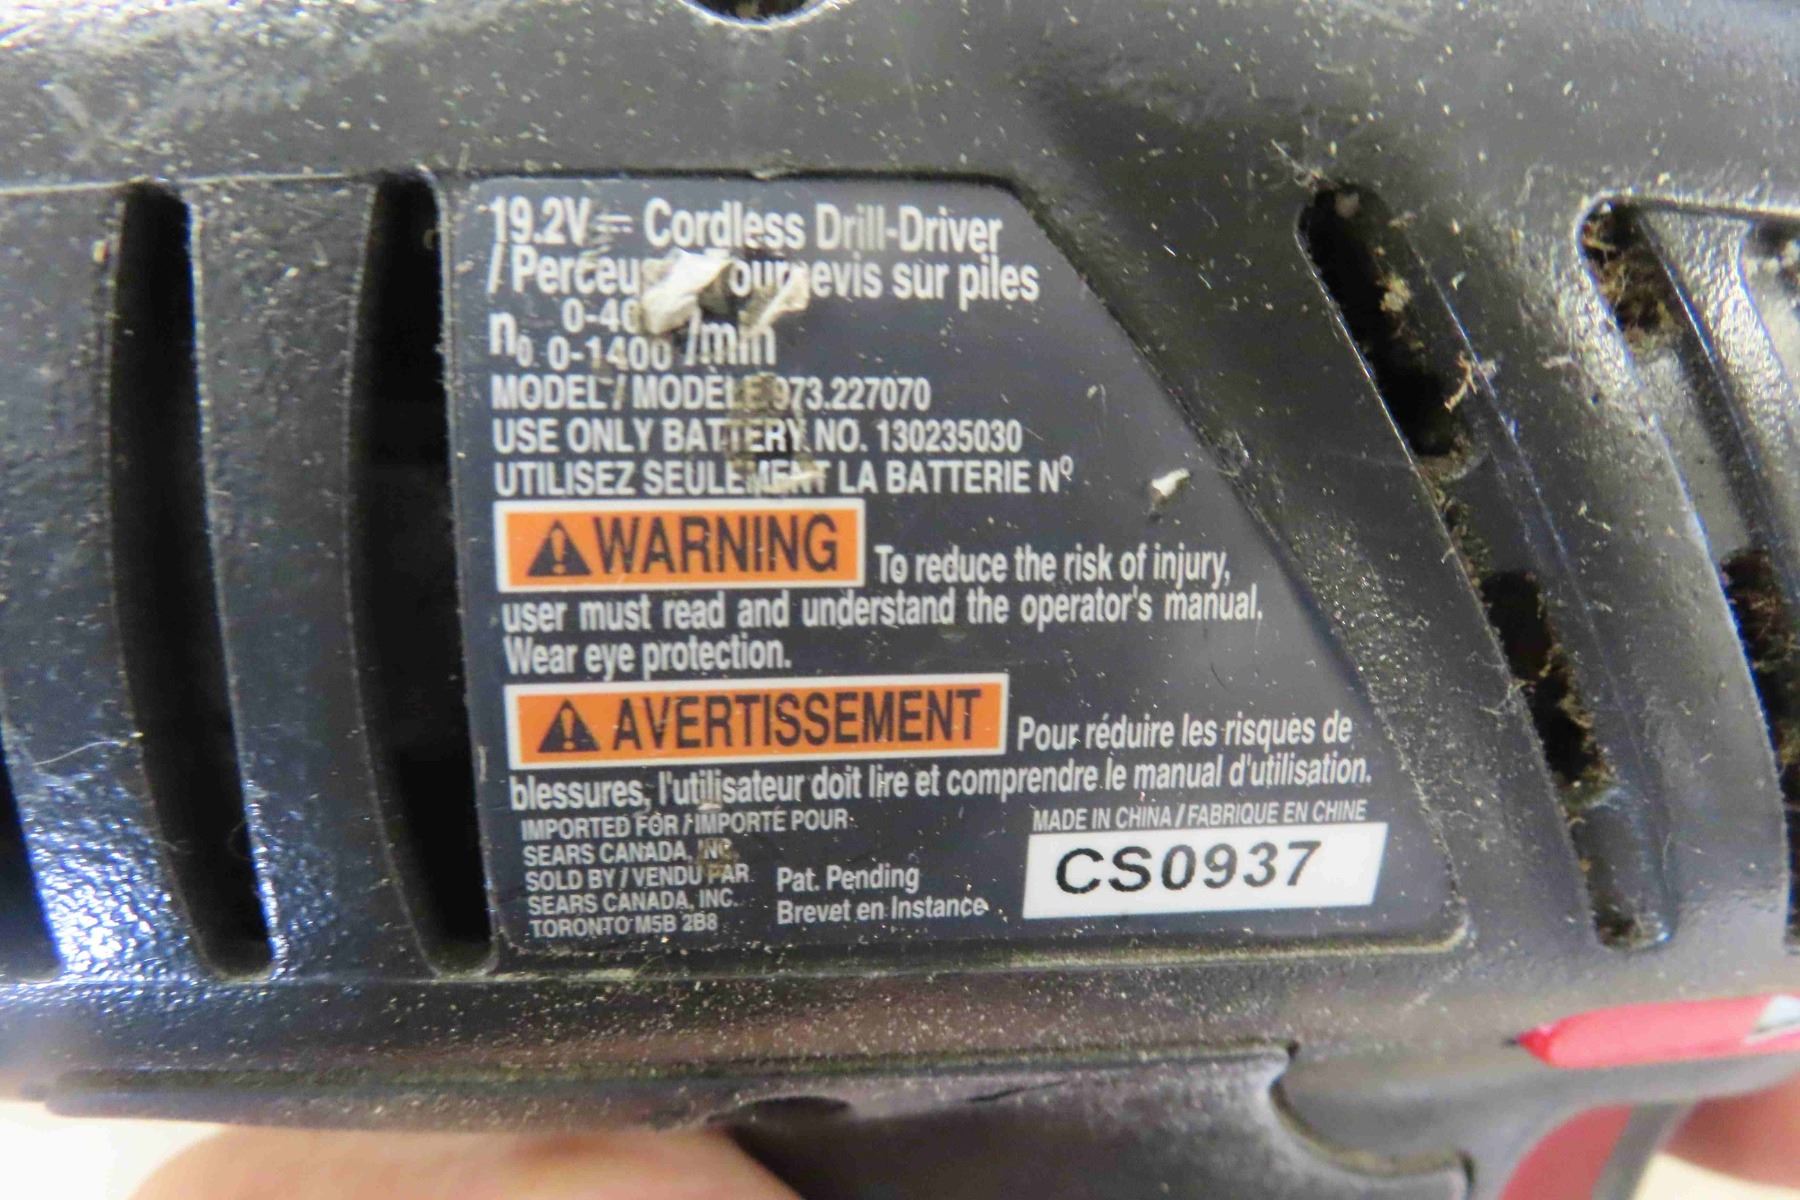 19.2V⎓ Cordless Drill-Driver
/ sur piles
n₀ /min
0-1400
MODEL / MODÈLE 973.227070
USE ONLY BATTERY NO. 130235030
UTILISEZ SEULEMENT LA BATTERIE Nº
WARNING To reduce the risk of injury,
user must read and understand the operator's manual.
Wear eye protection.
AVERTISSEMENT Pour réduire les risques de
blessures, l'utilisateur doit lire et comprendre le manual d'utilisation.
IMPORTED FOR / IMPORTÉ POUR
SEARS CANADA, INC.
SOLD BY / VENDU PAR
SEARS CANADA, INC.
TORONTO M5B 2B8
Pat. Pending
Brevet en Instance
MADE IN CHINA / FABRIQUE EN CHINE
CS0937